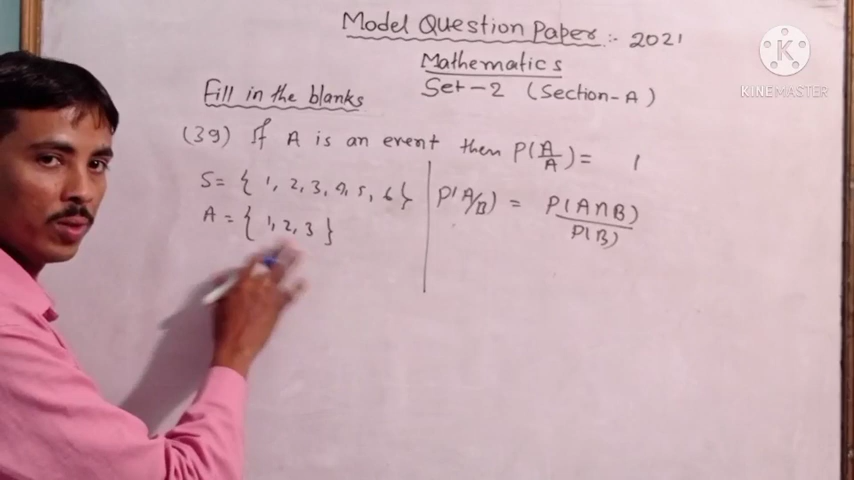 Model Question Paper :- 2021
Mathematics
Set-2 (Section-A)
Fill in the blanks
(39) If A is an event then P(A/A) = 1
S = { 1, 2, 3, 4, 5, 6 }
A = { 1, 2, 3 }
P(A/B) = P(A∩B)/P(B)
K
KINEMASTER